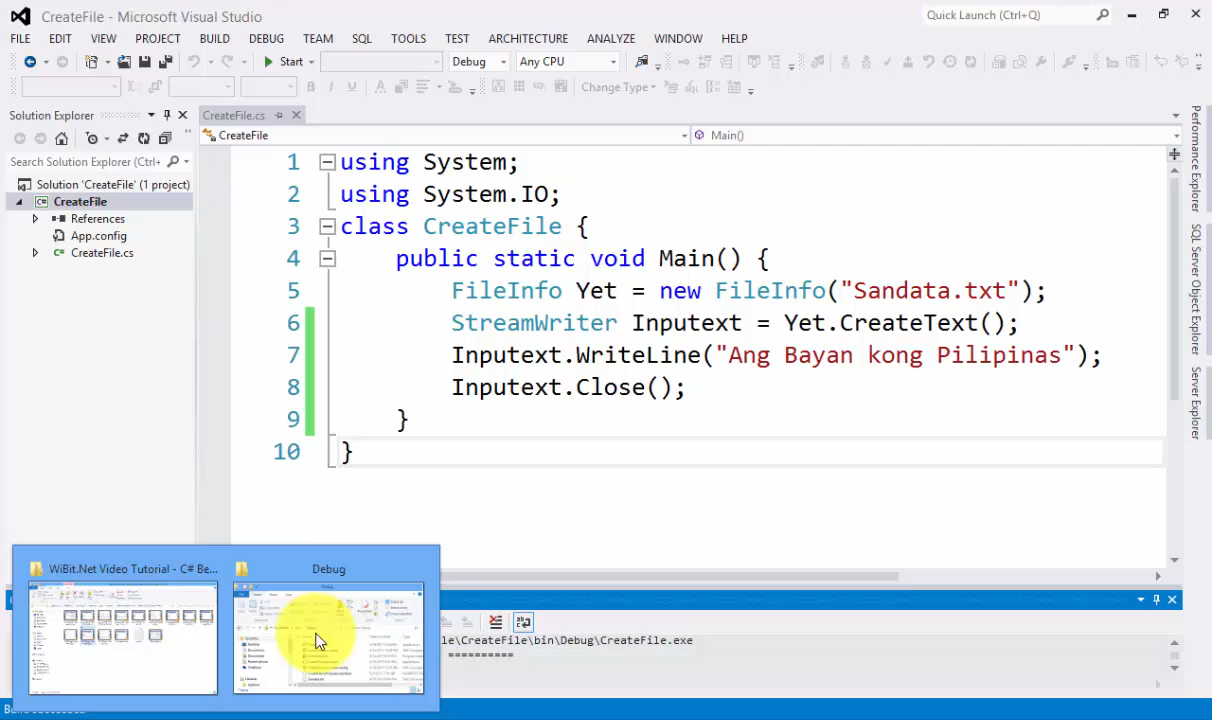 CreateFile - Microsoft Visual Studio
Quick Launch (Ctrl+Q)
FILE EDIT VIEW PROJECT BUILD DEBUG TEAM SQL TOOLS TEST ARCHITECTURE ANALYZE WINDOW HELP
Start Debug Any CPU
Change Type
Solution Explorer
CreateFile.cs
CreateFile
Main()
Search Solution Explorer (Ctrl+
Solution 'CreateFile' (1 project)
CreateFile
References
App.config
CreateFile.cs
1 using System;
2 using System.IO;
3 class CreateFile {
4 public static void Main() {
5 FileInfo Yet = new FileInfo("Sandata.txt");
6 StreamWriter Inputext = Yet.CreateText();
7 Inputext.WriteLine("Ang Bayan kong Pilipinas");
8 Inputext.Close();
9 }
10 }
Performance Explorer
SQL Server Object Explorer
Server Explorer
WiBit.Net Video Tutorial - C# Be...
Debug
le\CreateFile\bin\Debug\CreateFile.exe
==========